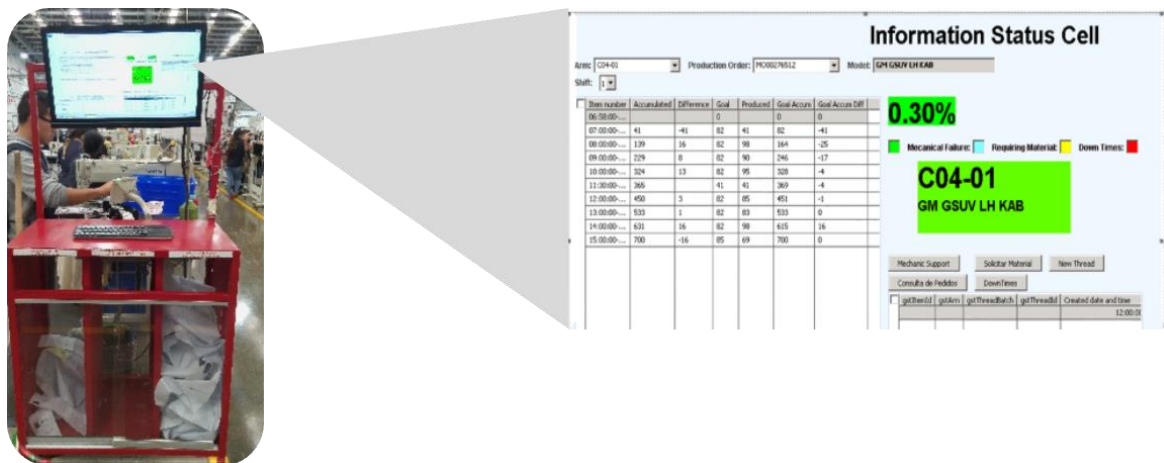 Information Status Cell
Arm: C04-01 Production Order: MO00276512 Model: GM GSUV LH KAB
Shift: 1
Item number Accumulated Difference Goal Produced Goal Accum Goal Accum Diff
06:58:00-... 0 0 0
07:00:00-... 41 -41 82 41 82 -41
08:00:00-... 139 16 82 98 164 -25
09:00:00-... 229 8 82 90 246 -17
10:00:00-... 324 13 82 95 328 -4
11:30:00-... 365 41 41 369 -4
12:00:00-... 450 3 82 85 451 -1
13:00:00-... 533 1 82 83 533 0
14:00:00-... 631 16 82 98 615 16
15:00:00-... 700 -16 85 69 700 0
0.30%
Mecanical Failure: Requiring Material: Down Times:
C04-01
GM GSUV LH KAB
Mechanic Support Solicitar Material New Thread
Consulta de Pedidos DownTimes
gstItemId gstArm gstThreadBatch gstThreadId Created date and time
12:00:00